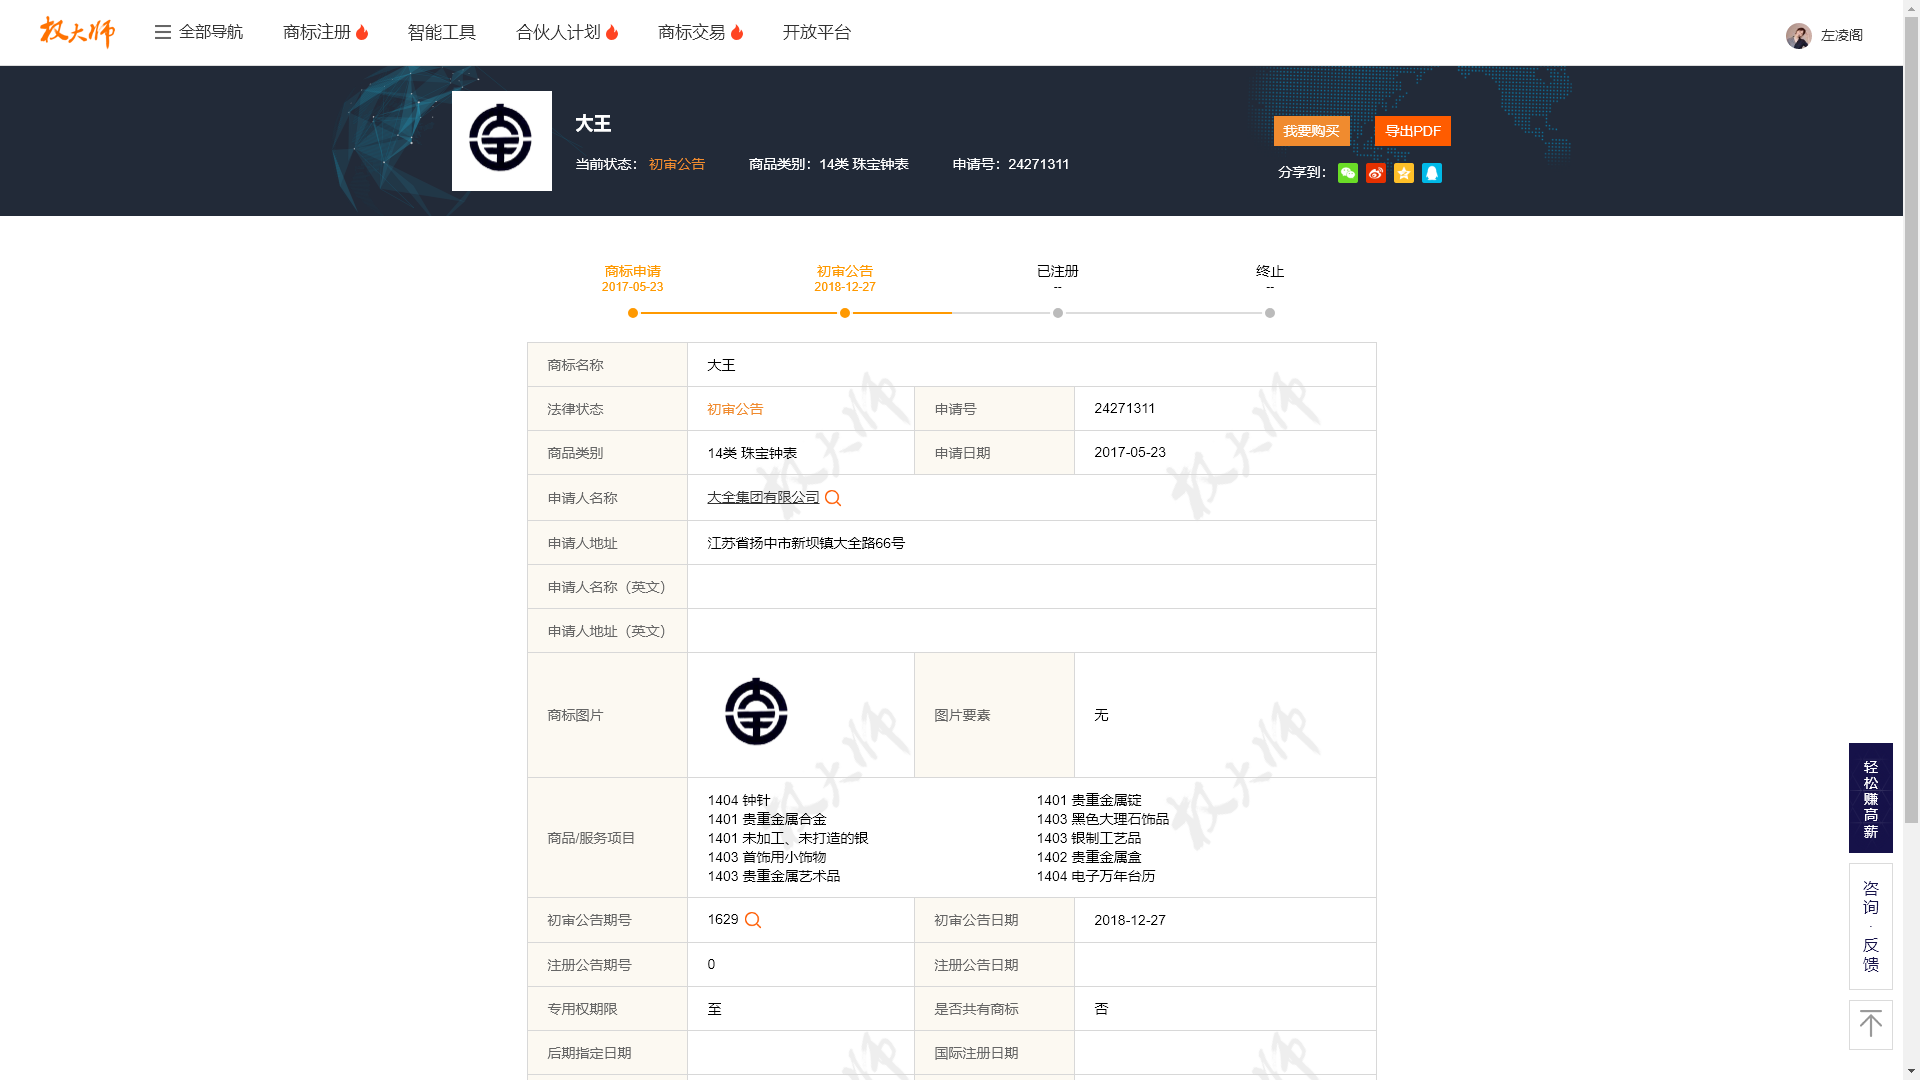 权大师
全部导航
商标注册
智能工具
合伙人计划
商标交易
开放平台
左凌阁
大王
当前状态： 初审公告
商品类别：14类 珠宝钟表
申请号：24271311
我要购买
导出PDF
分享到：
商标申请
2017-05-23
初审公告
2018-12-27
已注册
--
终止
--
商标名称
大王
法律状态
初审公告
申请号
24271311
商品类别
14类 珠宝钟表
申请日期
2017-05-23
申请人名称
大全集团有限公司
申请人地址
江苏省扬中市新坝镇大全路66号
申请人名称（英文）
申请人地址（英文）
商标图片
图片要素
无
商品/服务项目
1404 钟针
1401 贵重金属锭
1401 贵重金属合金
1403 黑色大理石饰品
1401 未加工、未打造的银
1403 银制工艺品
1403 首饰用小饰物
1402 贵重金属盒
1403 贵重金属艺术品
1404 电子万年台历
初审公告期号
1629
初审公告日期
2018-12-27
注册公告期号
0
注册公告日期
专用权期限
至
是否共有商标
否
后期指定日期
国际注册日期
轻松赚高薪
咨询·反馈
权大师
权大师
权大师
权大师